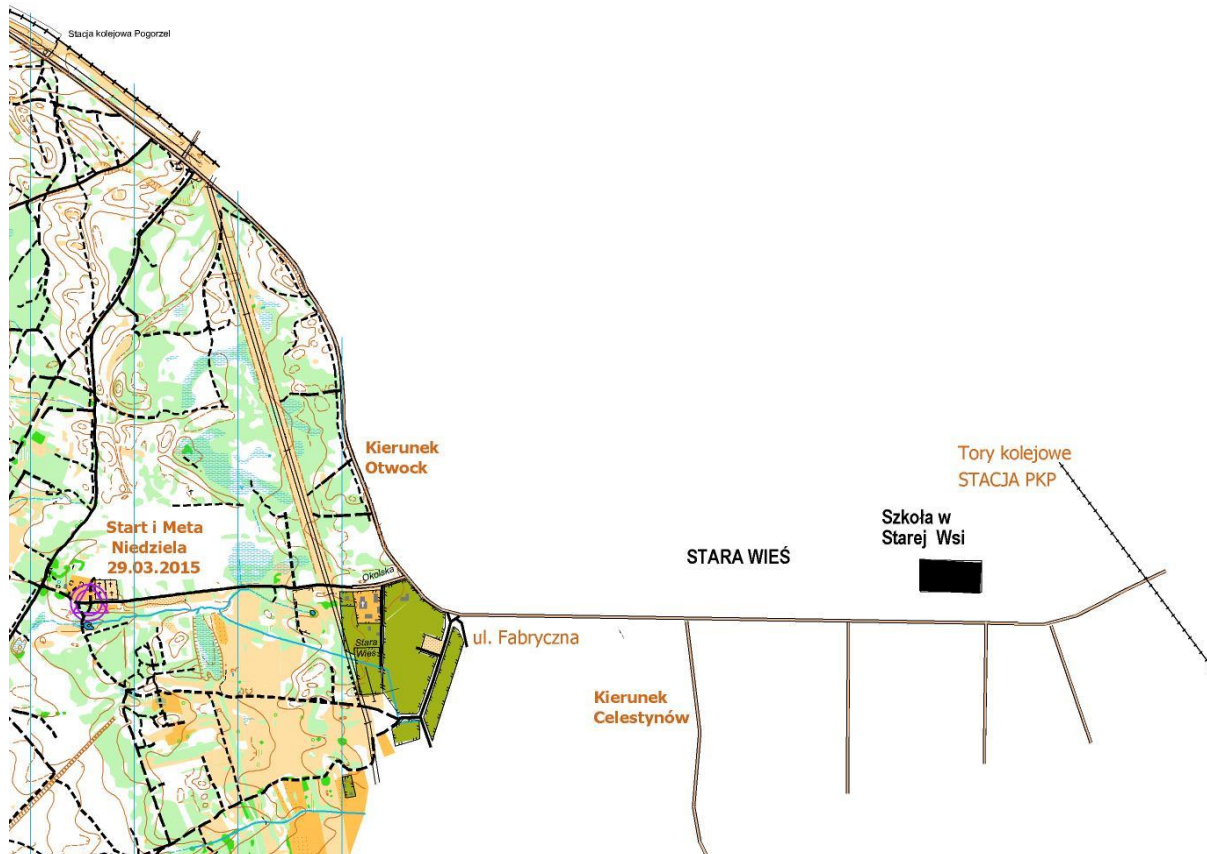 Stacja kolejowa Pogorzel
Kierunek
Otwock
Tory kolejowe
STACJA PKP
Start i Meta
Niedziela
29.03.2015
Szkoła w
Starej Wsi
STARA WIEŚ
Okolska
ul. Fabryczna
Stara
Wieś
Kierunek
Celestynów